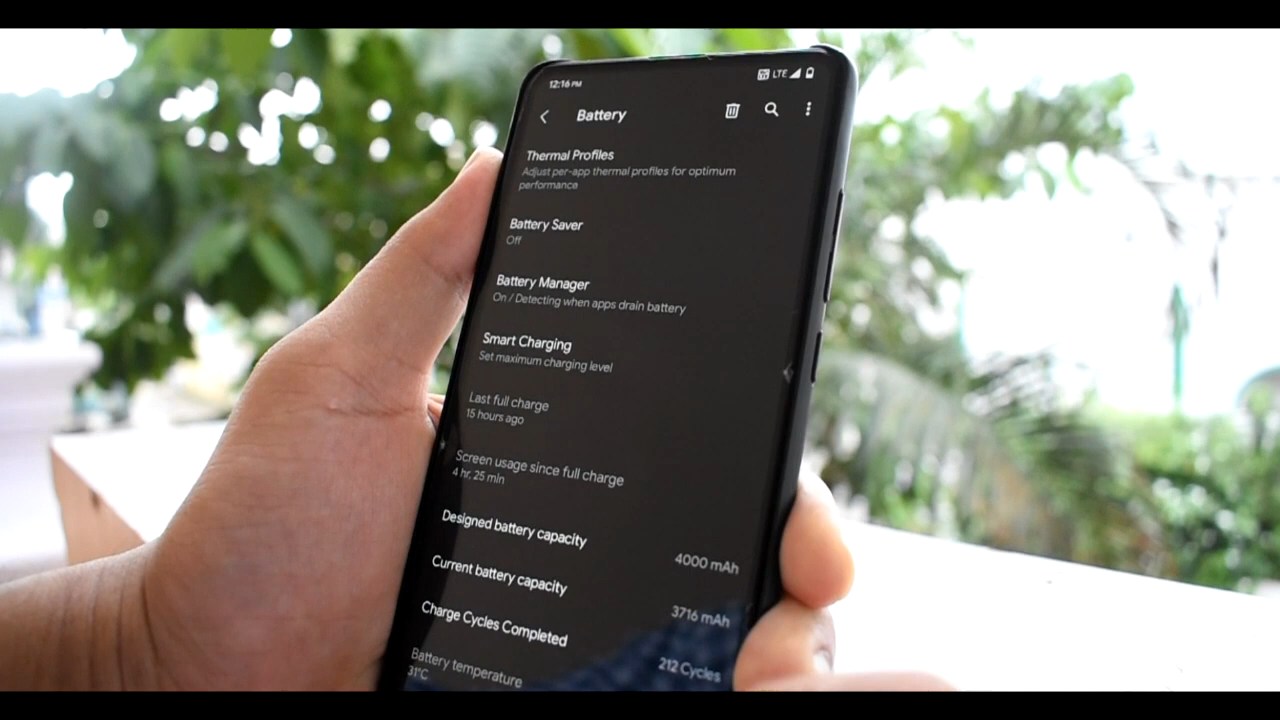 12:16 PM LTE
Battery
Thermal Profiles
Adjust per-app thermal profiles for optimum
performance
Battery Saver
Off
Battery Manager
On / Detecting when apps drain battery
Smart Charging
Set maximum charging level
Last full charge
15 hours ago
Screen usage since full charge
4 hr, 25 min
Designed battery capacity
4000 mAh
Current battery capacity
3716 mAh
Charge Cycles Completed
212 Cycles
Battery temperature
31°C